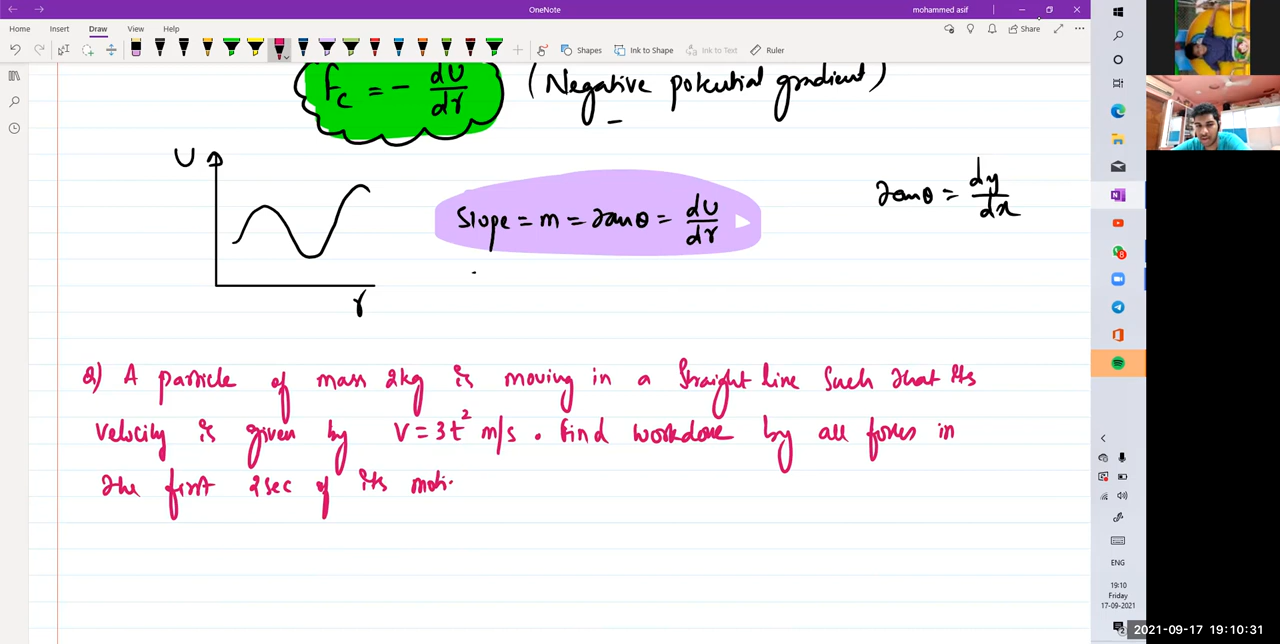 OneNote
mohammed asif
Home Insert Draw View Help
Share
Shapes Ink to Shape Ink to Text Ruler
Fc = - dU/dr (Negative potential gradient)
U
Slope = m = tanθ = dU/dr
tanθ = dy/dx
r
Q) A particle of mass 2kg is moving in a straight line such that its
velocity is given by V = 3t² m/s . Find workdone by all forces in
the first 2sec of its moti
8
ENG
19:10
Friday
17-09-2021
2021-09-17 19:10:31